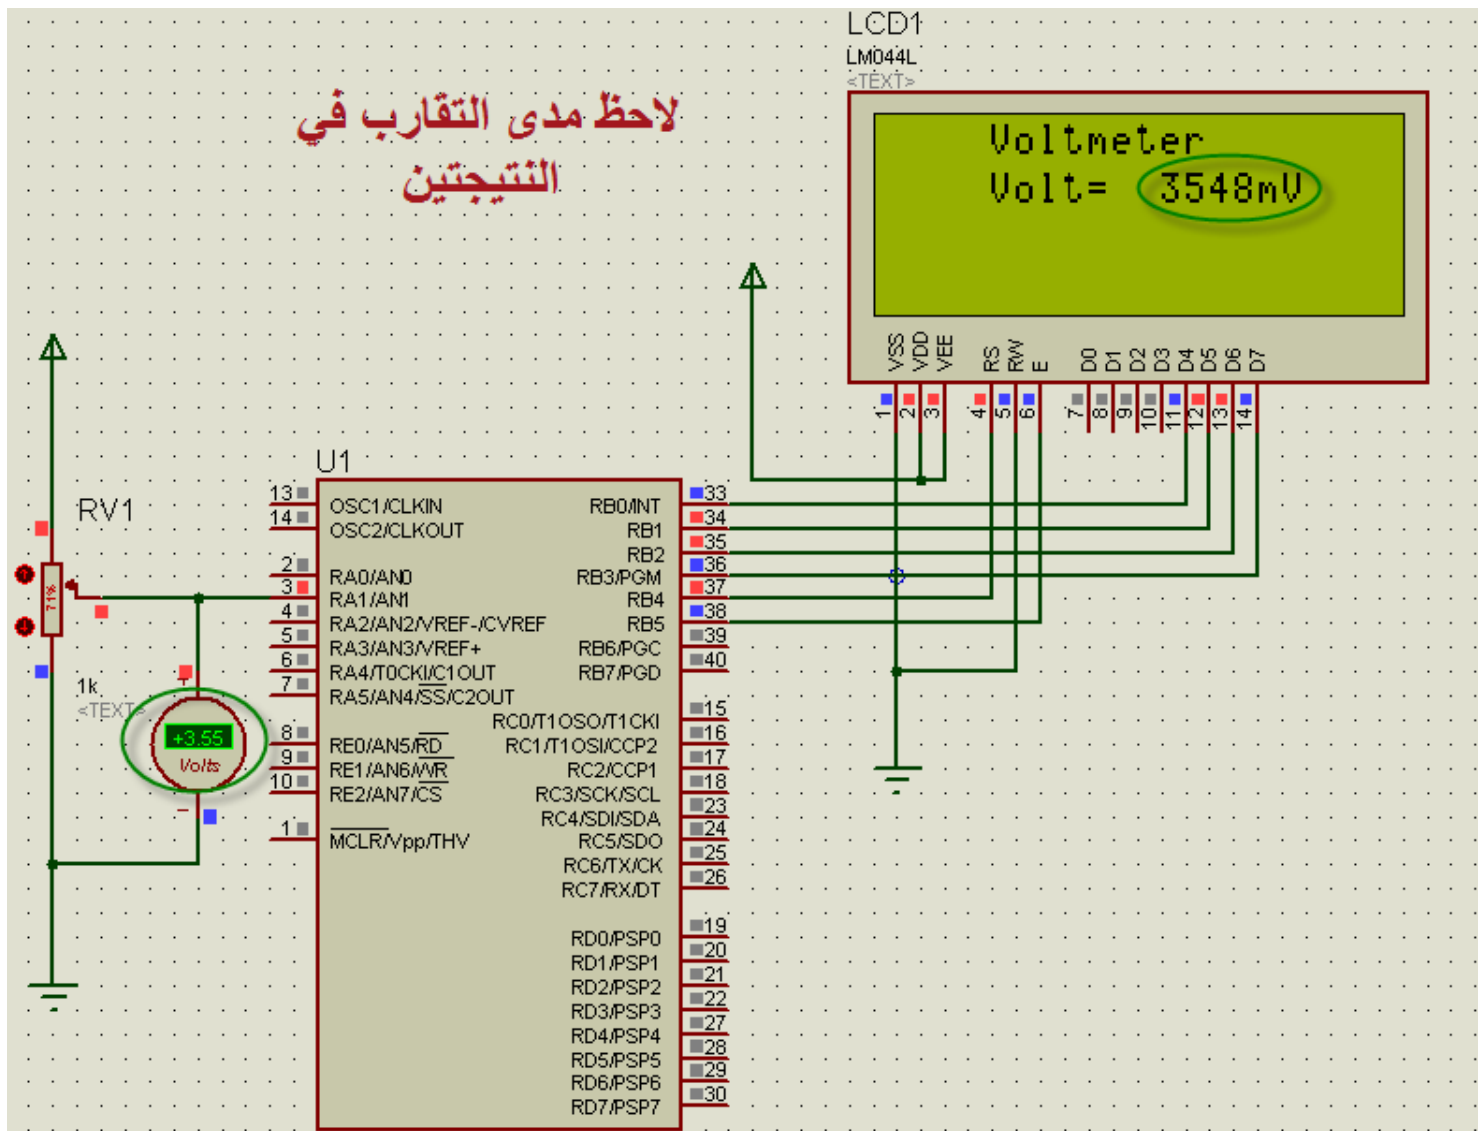 LCD1
LM044L
<TEXT>
لاحظ مدى التقارب في
النتيجتين
Voltmeter
Volt= 3548mV
VSS
VDD
VEE
RS
RW
E
D0
D1
D2
D3
D4
D5
D6
D7
1
2
3
4
5
6
7
8
9
10
11
12
13
14
RV1
71%
1k
<TEXT>
+3.55
Volts
+
−
U1
13 OSC1/CLKIN
14 OSC2/CLKOUT
2 RA0/AN0
3 RA1/AN1
4 RA2/AN2/VREF-/CVREF
5 RA3/AN3/VREF+
6 RA4/T0CKI/C1OUT
7 RA5/AN4/SS/C2OUT
8 RE0/AN5/RD
9 RE1/AN6/WR
10 RE2/AN7/CS
1 MCLR/Vpp/THV
RB0/INT 33
RB1 34
RB2 35
RB3/PGM 36
RB4 37
RB5 38
RB6/PGC 39
RB7/PGD 40
RC0/T1OSO/T1CKI 15
RC1/T1OSI/CCP2 16
RC2/CCP1 17
RC3/SCK/SCL 18
RC4/SDI/SDA 23
RC5/SDO 24
RC6/TX/CK 25
RC7/RX/DT 26
RD0/PSP0 19
RD1/PSP1 20
RD2/PSP2 21
RD3/PSP3 22
RD4/PSP4 27
RD5/PSP5 28
RD6/PSP6 29
RD7/PSP7 30